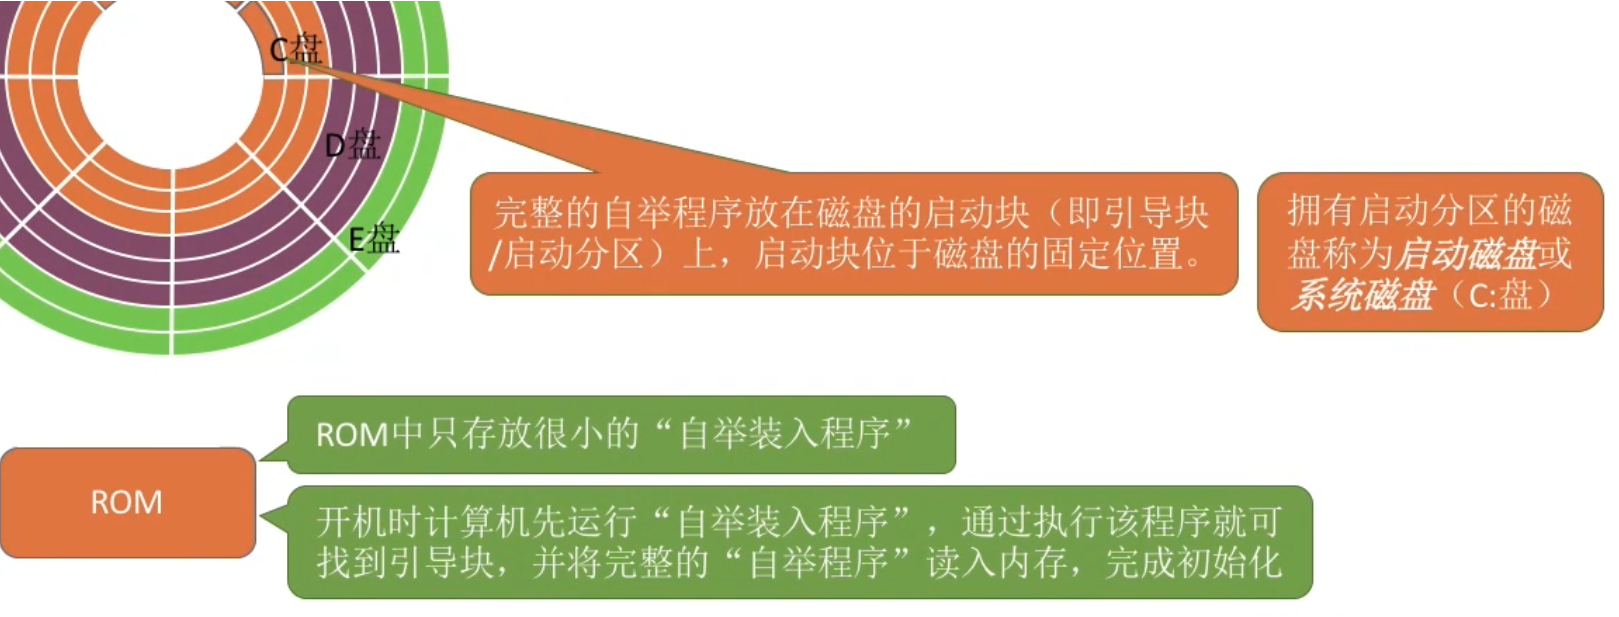 C盘
D盘
E盘
完整的自举程序放在磁盘的启动块（即引导块
/启动分区）上，启动块位于磁盘的固定位置。
拥有启动分区的磁
盘称为启动磁盘或
系统磁盘（C:盘）
ROM中只存放很小的“自举装入程序”
ROM
开机时计算机先运行“自举装入程序”，通过执行该程序就可
找到引导块，并将完整的“自举程序”读入内存，完成初始化